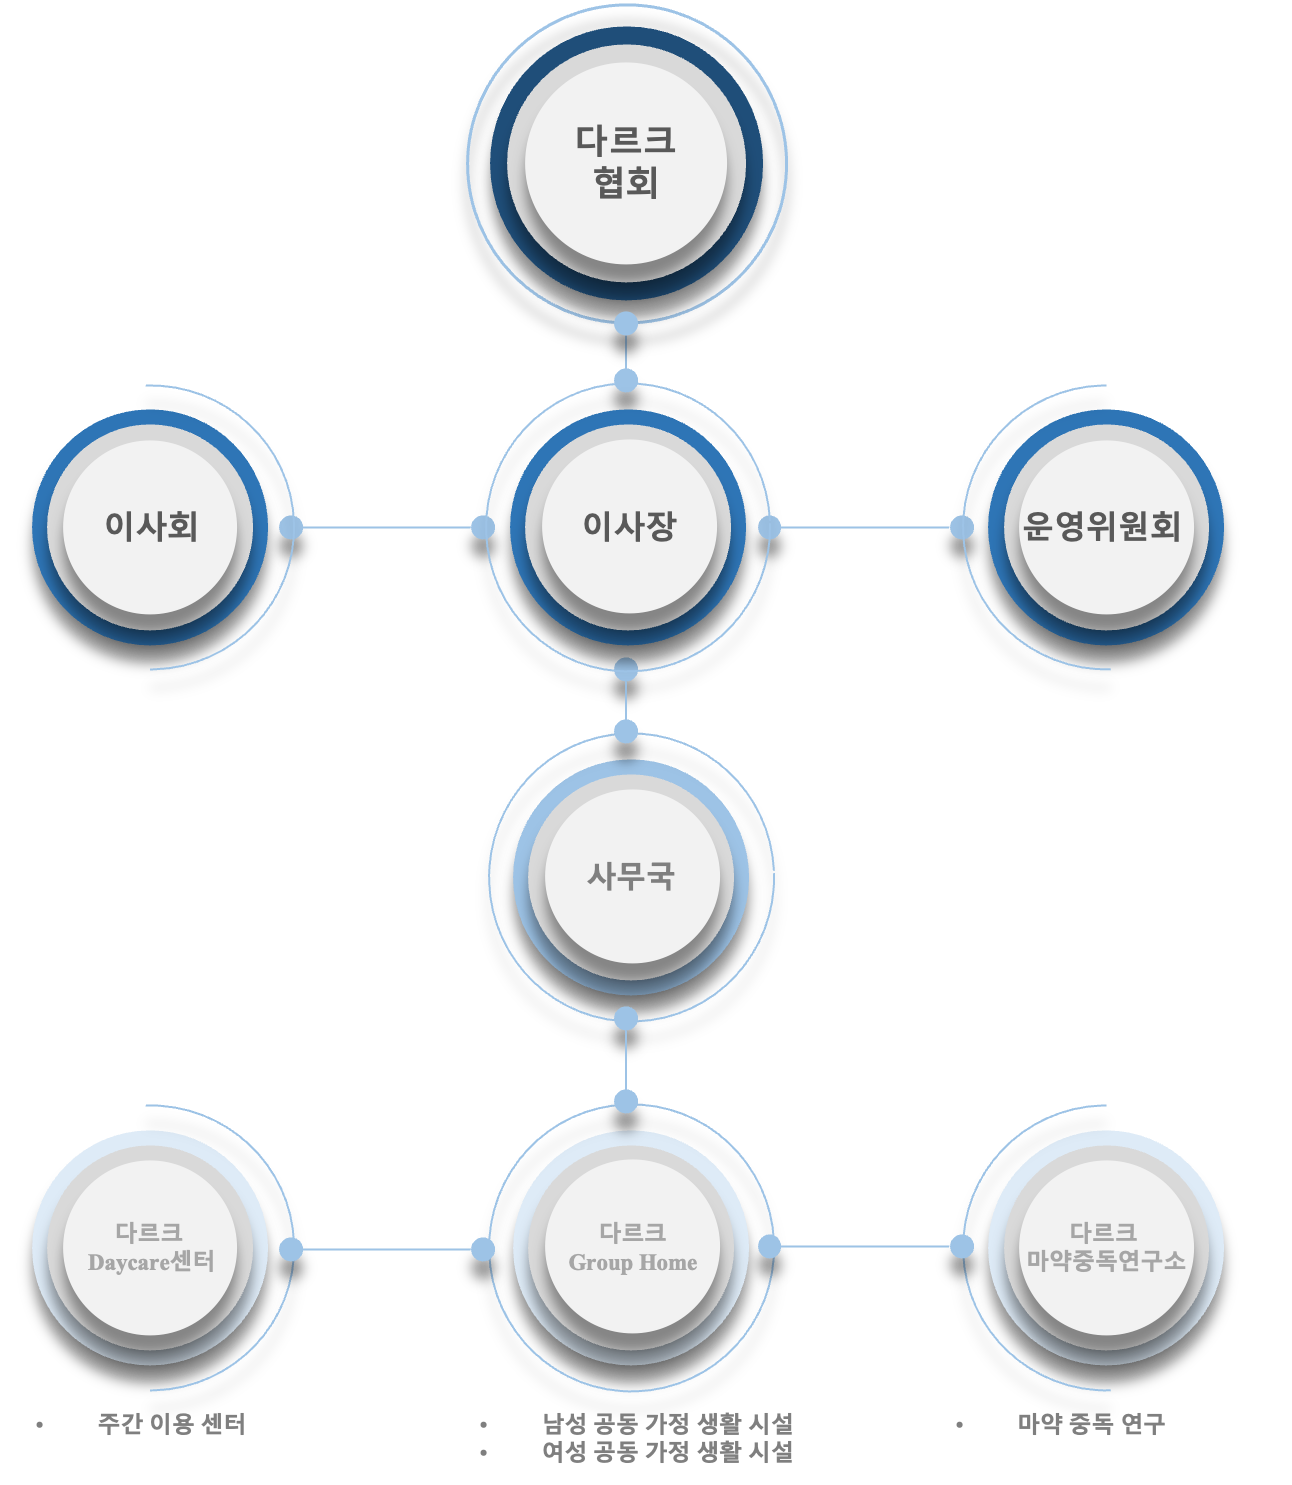 다르크
협회
이사회
이사장
운영위원회
사무국
다르크
Daycare센터
다르크
Group Home
다르크
마약중독연구소
• 주간 이용 센터
• 남성 공동 가정 생활 시설
• 여성 공동 가정 생활 시설
• 마약 중독 연구